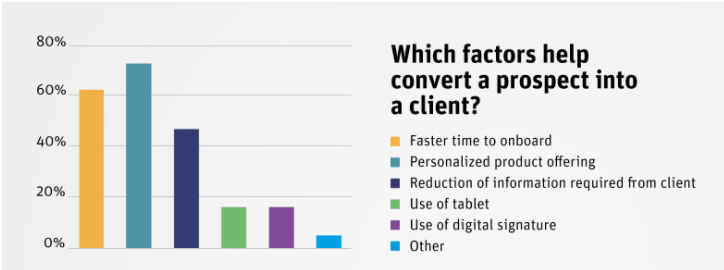 80%
60%
40%
20%
0%
Which factors help
convert a prospect into
a client?
Faster time to onboard
Personalized product offering
Reduction of information required from client
Use of tablet
Use of digital signature
Other